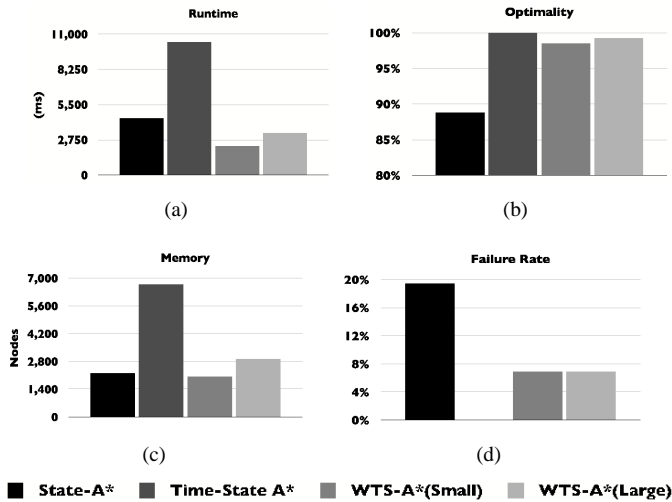 Runtime
11,000
8,250
5,500
2,750
0
(ms)
(a)
Optimality
100%
95%
90%
85%
80%
(b)
Memory
7,000
5,600
4,200
2,800
1,400
0
Nodes
(c)
Failure Rate
20%
16%
12%
8%
4%
0%
(d)
State-A* Time-State A* WTS-A*(Small) WTS-A*(Large)